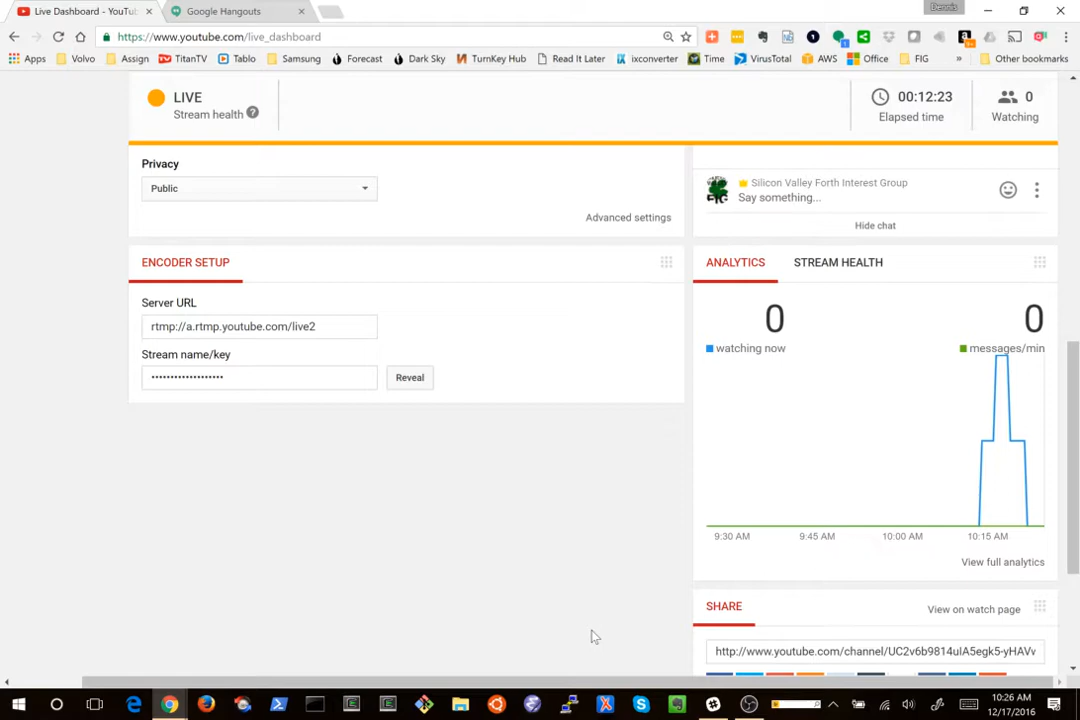 Live Dashboard - YouTu
Google Hangouts
Dennis
https://www.youtube.com/live_dashboard
Apps
Volvo
Assign
TitanTV
Tablo
Samsung
Forecast
Dark Sky
TurnKey Hub
Read It Later
ixconverter
Time
VirusTotal
AWS
Office
FIG
»
Other bookmarks
LIVE
Stream health
00:12:23
Elapsed time
0
Watching
Privacy
Public
Advanced settings
Silicon Valley Forth Interest Group
Say something...
Hide chat
ENCODER SETUP
Server URL
rtmp://a.rtmp.youtube.com/live2
Stream name/key
•••••••••••••••••••
Reveal
ANALYTICS
STREAM HEALTH
0
watching now
0
messages/min
9:30 AM
9:45 AM
10:00 AM
10:15 AM
View full analytics
SHARE
View on watch page
http://www.youtube.com/channel/UC2v6b9814uIA5egk5-yHAVv
10:26 AM
12/17/2016